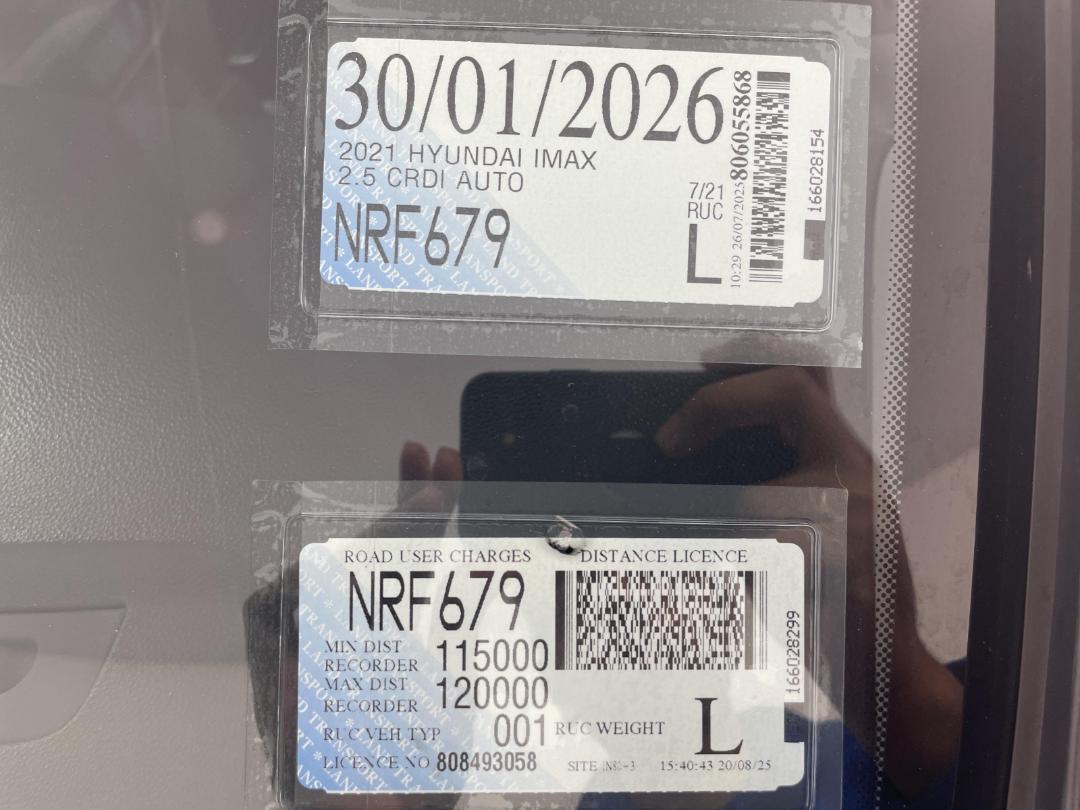 30/01/2026
2021 HYUNDAI IMAX
2.5 CRDI AUTO
7/21
RUC
NRF679
L
10:29 26/07/2025 806055868
166028154
ROAD USER CHARGES DISTANCE LICENCE
NRF679
MIN DIST
RECORDER 115000
MAX DIST
RECORDER 120000
RUC VEH TYP 001
RUC WEIGHT L
LICENCE NO 808493058
SITE 15:40:43 20/08/25
166028299